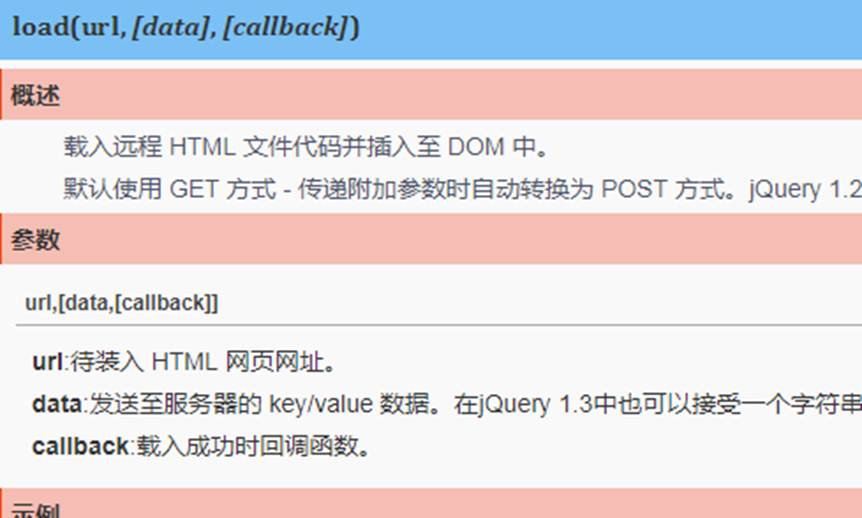 load(url, [data], [callback])
概述
载入远程 HTML 文件代码并插入至 DOM 中。
默认使用 GET 方式 - 传递附加参数时自动转换为 POST 方式。jQuery 1.2
参数
url,[data,[callback]]
url:待装入 HTML 网页网址。
data:发送至服务器的 key/value 数据。在jQuery 1.3中也可以接受一个字符串
callback:载入成功时回调函数。
示例